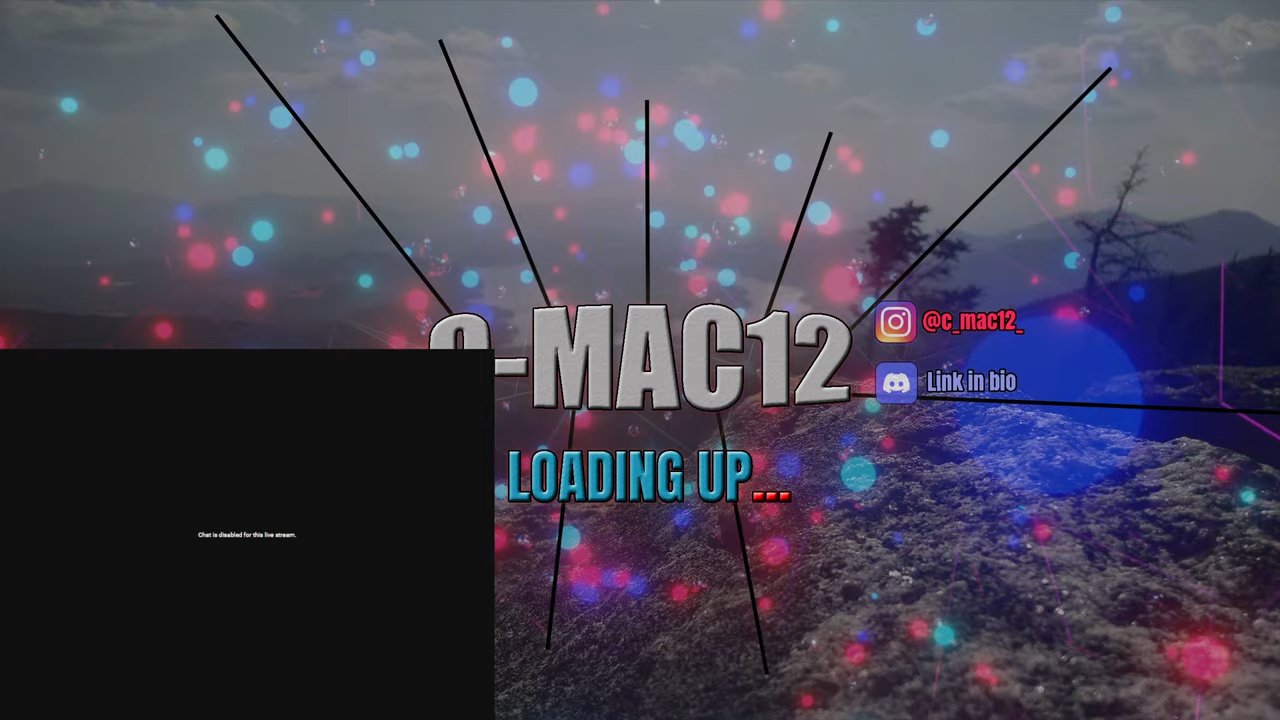 C-MAC12
@c_mac12_
Link in bio
LOADING UP...
Chat is disabled for this live stream.